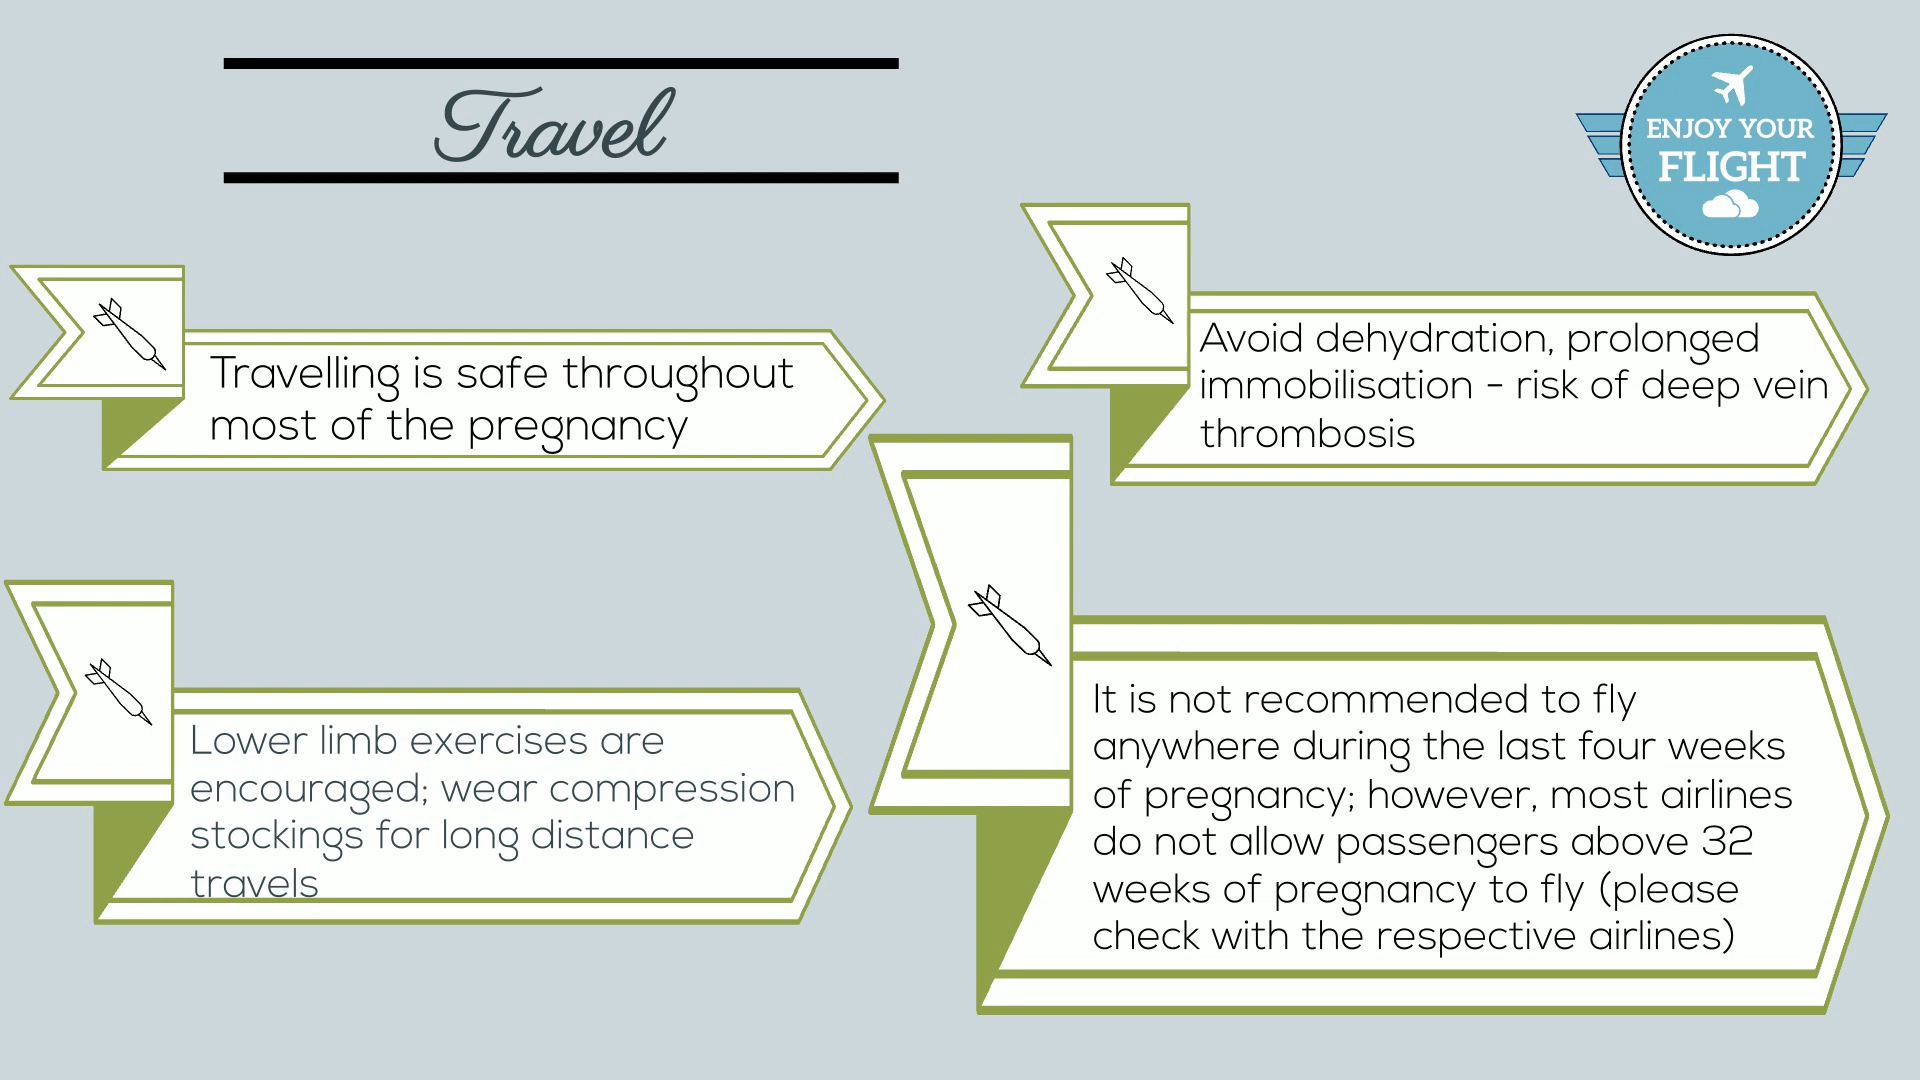 Travel
ENJOY YOUR
FLIGHT
Travelling is safe throughout
most of the pregnancy
Avoid dehydration, prolonged
immobilisation - risk of deep vein
thrombosis
Lower limb exercises are
encouraged; wear compression
stockings for long distance
travels
It is not recommended to fly
anywhere during the last four weeks
of pregnancy; however, most airlines
do not allow passengers above 32
weeks of pregnancy to fly (please
check with the respective airlines)